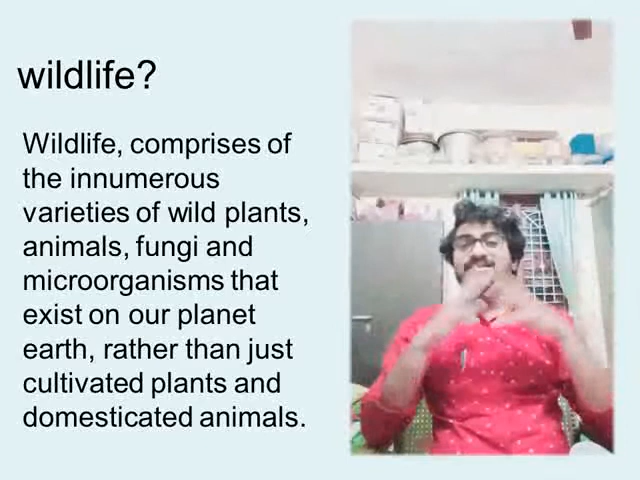 wildlife?
Wildlife, comprises of
the innumerous
varieties of wild plants,
animals, fungi and
microorganisms that
exist on our planet
earth, rather than just
cultivated plants and
domesticated animals.